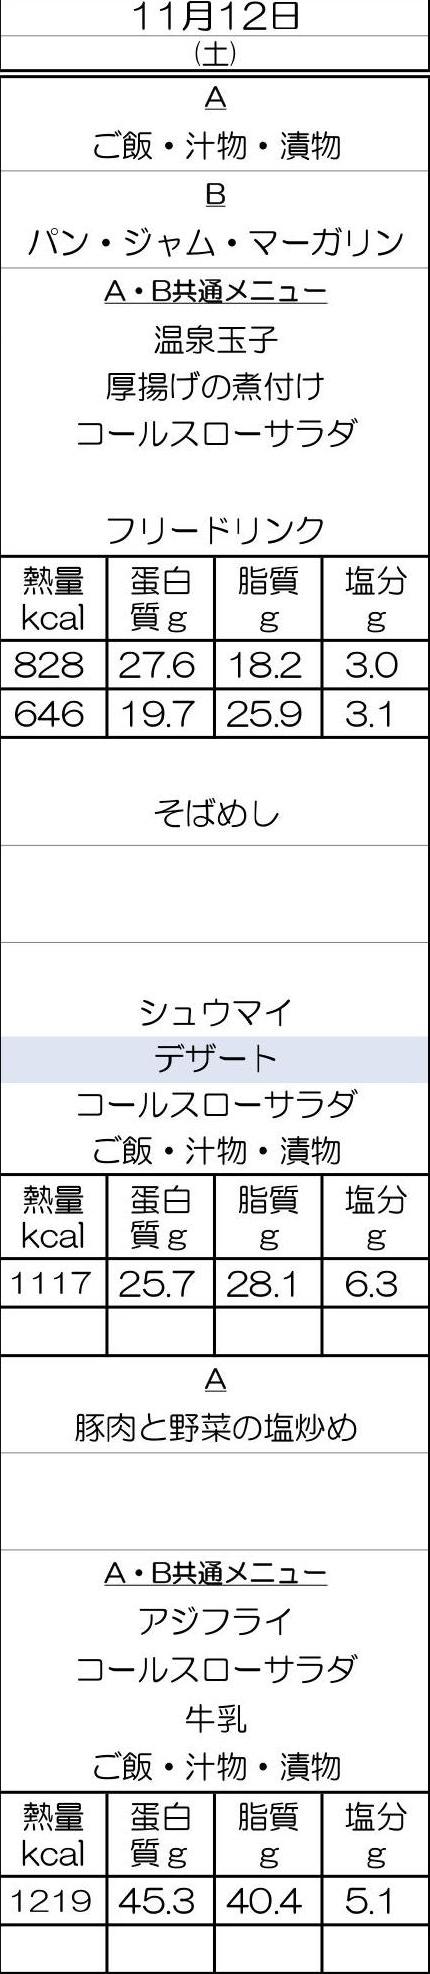 11月12日
(土)
A
ご飯・汁物・漬物
B
パン・ジャム・マーガリン
A・B共通メニュー
温泉玉子
厚揚げの煮付け
コールスローサラダ
フリードリンク
熱量 蛋白 脂質 塩分
kcal 質g g g
828 27.6 18.2 3.0
646 19.7 25.9 3.1
そばめし
シュウマイ
デザート
コールスローサラダ
ご飯・汁物・漬物
熱量 蛋白 脂質 塩分
kcal 質g g g
1117 25.7 28.1 6.3
A
豚肉と野菜の塩炒め
A・B共通メニュー
アジフライ
コールスローサラダ
牛乳
ご飯・汁物・漬物
熱量 蛋白 脂質 塩分
kcal 質g g g
1219 45.3 40.4 5.1